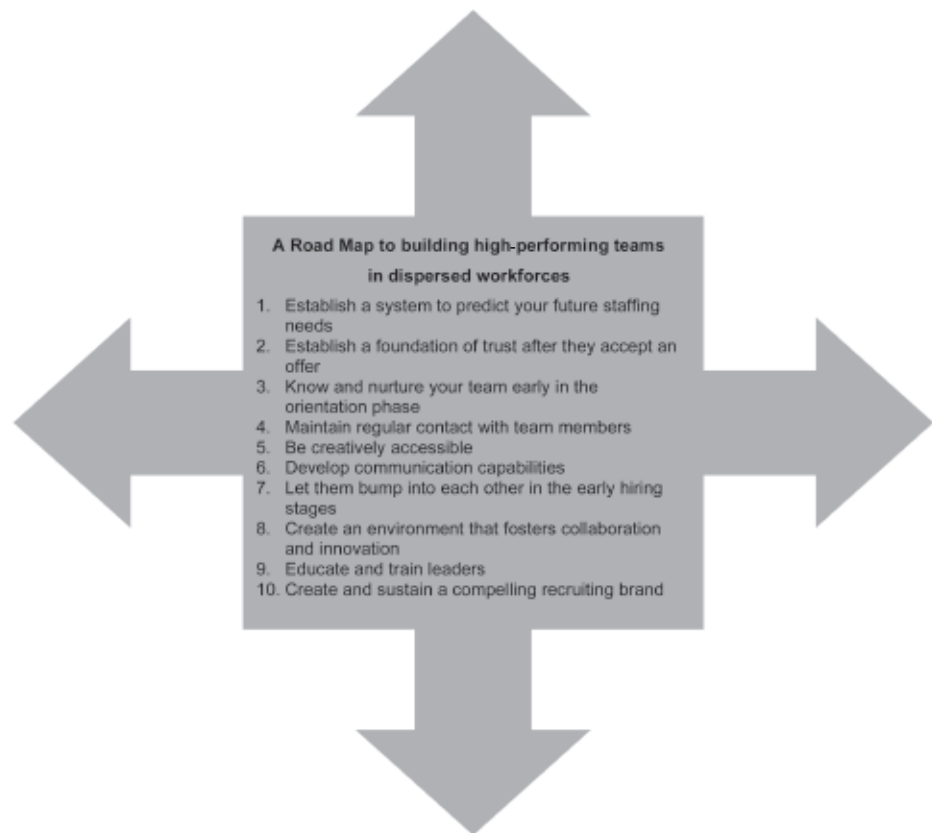 A Road Map to building high-performing teams
in dispersed workforces
1. Establish a system to predict your future staffing
needs
2. Establish a foundation of trust after they accept an
offer
3. Know and nurture your team early in the
orientation phase
4. Maintain regular contact with team members
5. Be creatively accessible
6. Develop communication capabilities
7. Let them bump into each other in the early hiring
stages
8. Create an environment that fosters collaboration
and innovation
9. Educate and train leaders
10. Create and sustain a compelling recruiting brand